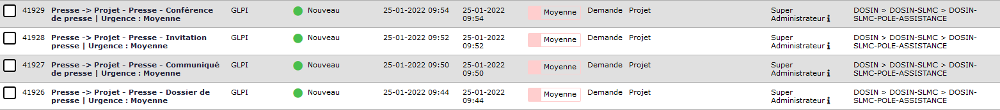 41929 Presse -> Projet - Presse - Conférence GLPI Nouveau 25-01-2022 09:54 25-01-2022 Moyenne Demande Projet Super DOSIN > DOSIN-SLMC > DOSIN-
de presse | Urgence : Moyenne 09:54 Administrateur SLMC-POLE-ASSISTANCE
41928 Presse -> Projet - Presse - Invitation GLPI Nouveau 25-01-2022 09:52 25-01-2022 Moyenne Demande Projet Super DOSIN > DOSIN-SLMC > DOSIN-
presse | Urgence : Moyenne 09:52 Administrateur SLMC-POLE-ASSISTANCE
41927 Presse -> Projet - Presse - Communiqué GLPI Nouveau 25-01-2022 09:50 25-01-2022 Moyenne Demande Projet Super DOSIN > DOSIN-SLMC > DOSIN-
de presse | Urgence : Moyenne 09:50 Administrateur SLMC-POLE-ASSISTANCE
41926 Presse -> Projet - Presse - Dossier de GLPI Nouveau 25-01-2022 09:44 25-01-2022 Moyenne Demande Projet Super DOSIN > DOSIN-SLMC > DOSIN-
presse | Urgence : Moyenne 09:44 Administrateur SLMC-POLE-ASSISTANCE